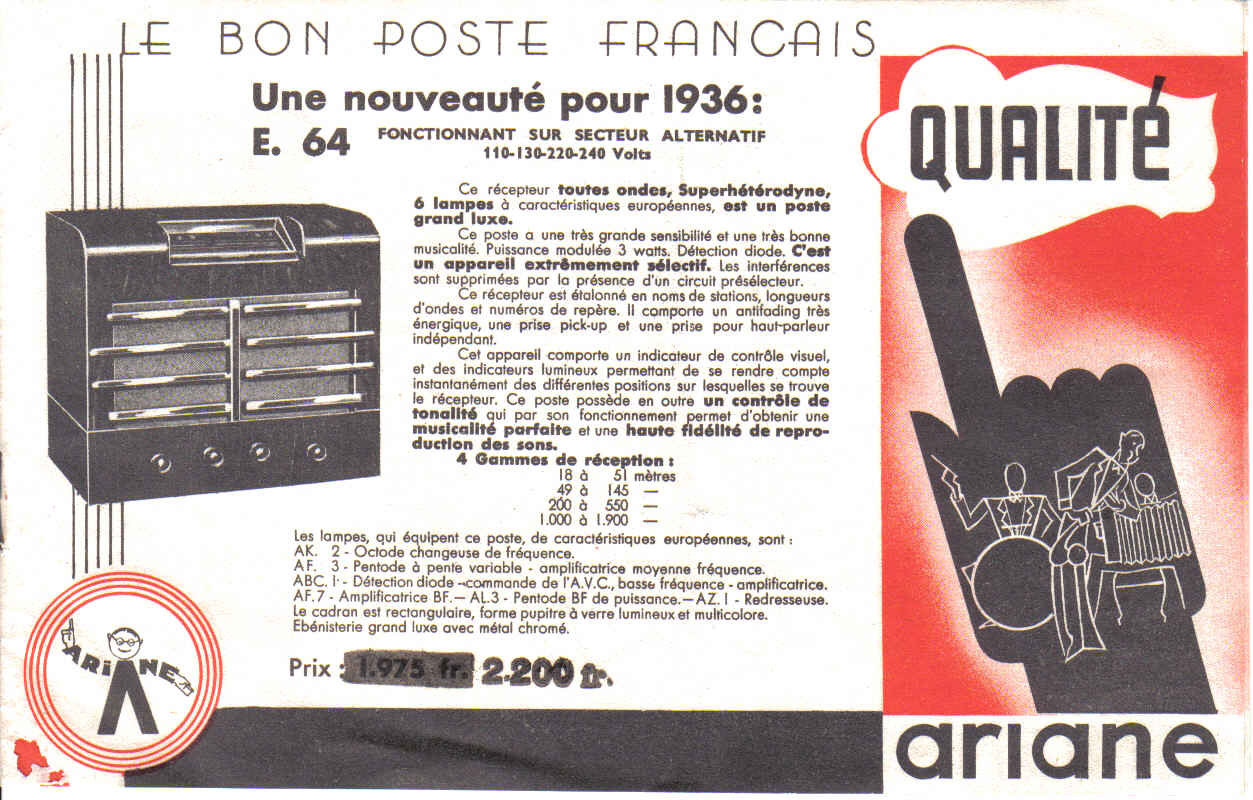 LE BON POSTE FRANCAIS
Une nouveauté pour 1936:
E. 64 FONCTIONNANT SUR SECTEUR ALTERNATIF
110-130-220-240 Volts
Ce récepteur toutes ondes, Superhétérodyne,
6 lampes à caractéristiques européennes, est un poste
grand luxe.
Ce poste a une très grande sensibilité et une très bonne
musicalité. Puissance modulée 3 watts. Détection diode. C'est
un appareil extrêmement sélectif. Les interférences
sont supprimées par la présence d'un circuit présélecteur.
Ce récepteur est étalonné en noms de stations, longueurs
d'ondes et numéros de repère. Il comporte un antifading très
énergique, une prise pick-up et une prise pour haut-parleur
indépendant.
Cet appareil comporte un indicateur de contrôle visuel,
et des indicateurs lumineux permettant de se rendre compte
instantanément des différentes positions sur lesquelles se trouve
le récepteur. Ce poste possède en outre un contrôle de
tonalité qui par son fonctionnement permet d'obtenir une
musicalité parfaite et une haute fidélité de repro-
duction des sons.
4 Gammes de réception :
18 à 51 mètres
49 à 145 —
200 à 550 —
1.000 à 1.900 —
Les lampes, qui équipent ce poste, de caractéristiques européennes, sont :
AK. 2 - Octode changeuse de fréquence.
AF. 3 - Pentode à pente variable - amplificatrice moyenne fréquence.
ABC. 1 - Détection diode - commande de l'A.V.C., basse fréquence - amplificatrice.
AF. 7 - Amplificatrice BF. — AL. 3 - Pentode BF de puissance. — AZ. 1 - Redresseuse.
Le cadran est rectangulaire, forme pupitre à verre lumineux et multicolore.
Ebénisterie grand luxe avec métal chromé.
Prix : 1.975 fr. 2.200 fr.
ARIANE
QUALITÉ
ariane